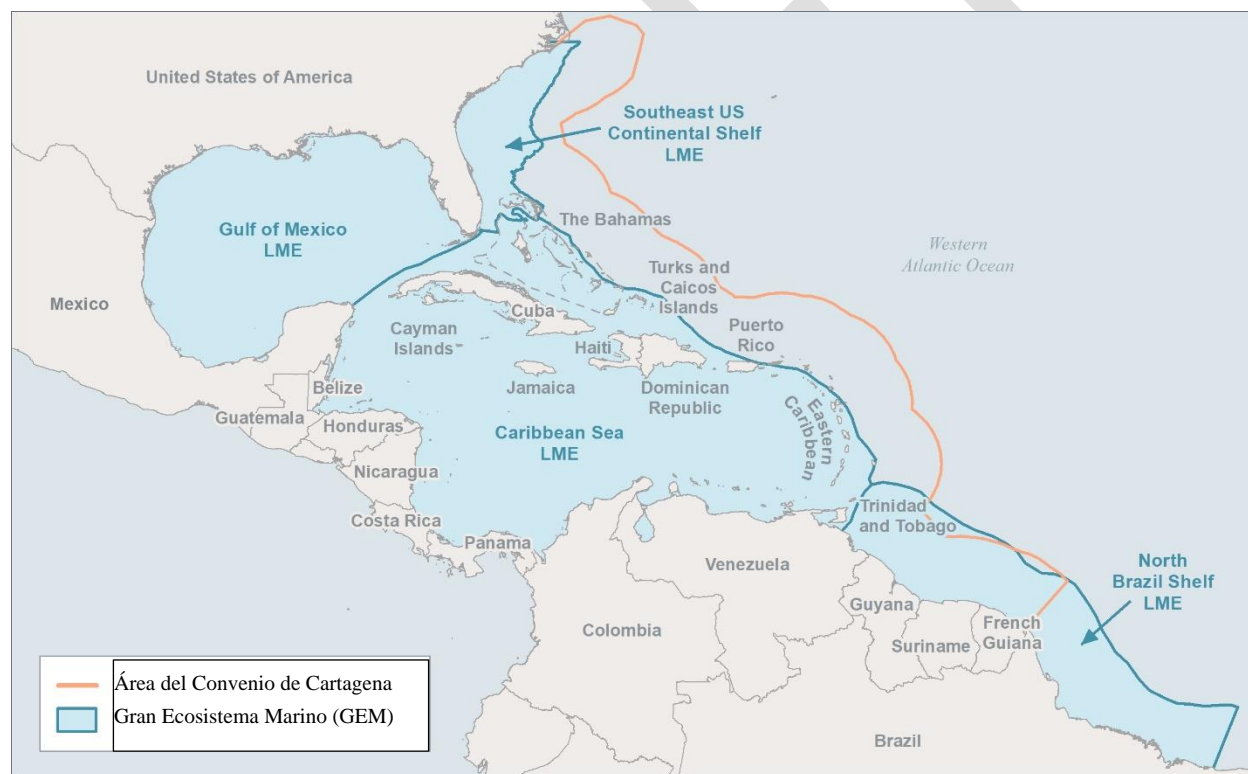 United States of America
Southeast US
Continental Shelf
LME
Gulf of Mexico
LME
The Bahamas
Western
Atlantic Ocean
Mexico
Turks and
Caicos
Islands
Cuba
Cayman
Islands
Puerto
Rico
Haiti
Belize
Jamaica
Dominican
Republic
Guatemala
Honduras
Eastern
Caribbean
Caribbean Sea
LME
Nicaragua
Costa Rica
Trinidad
and Tobago
Panama
Venezuela
North
Brazil Shelf
LME
Guyana
Colombia
Suriname
French
Guiana
Brazil
Área del Convenio de Cartagena
Gran Ecosistema Marino (GEM)